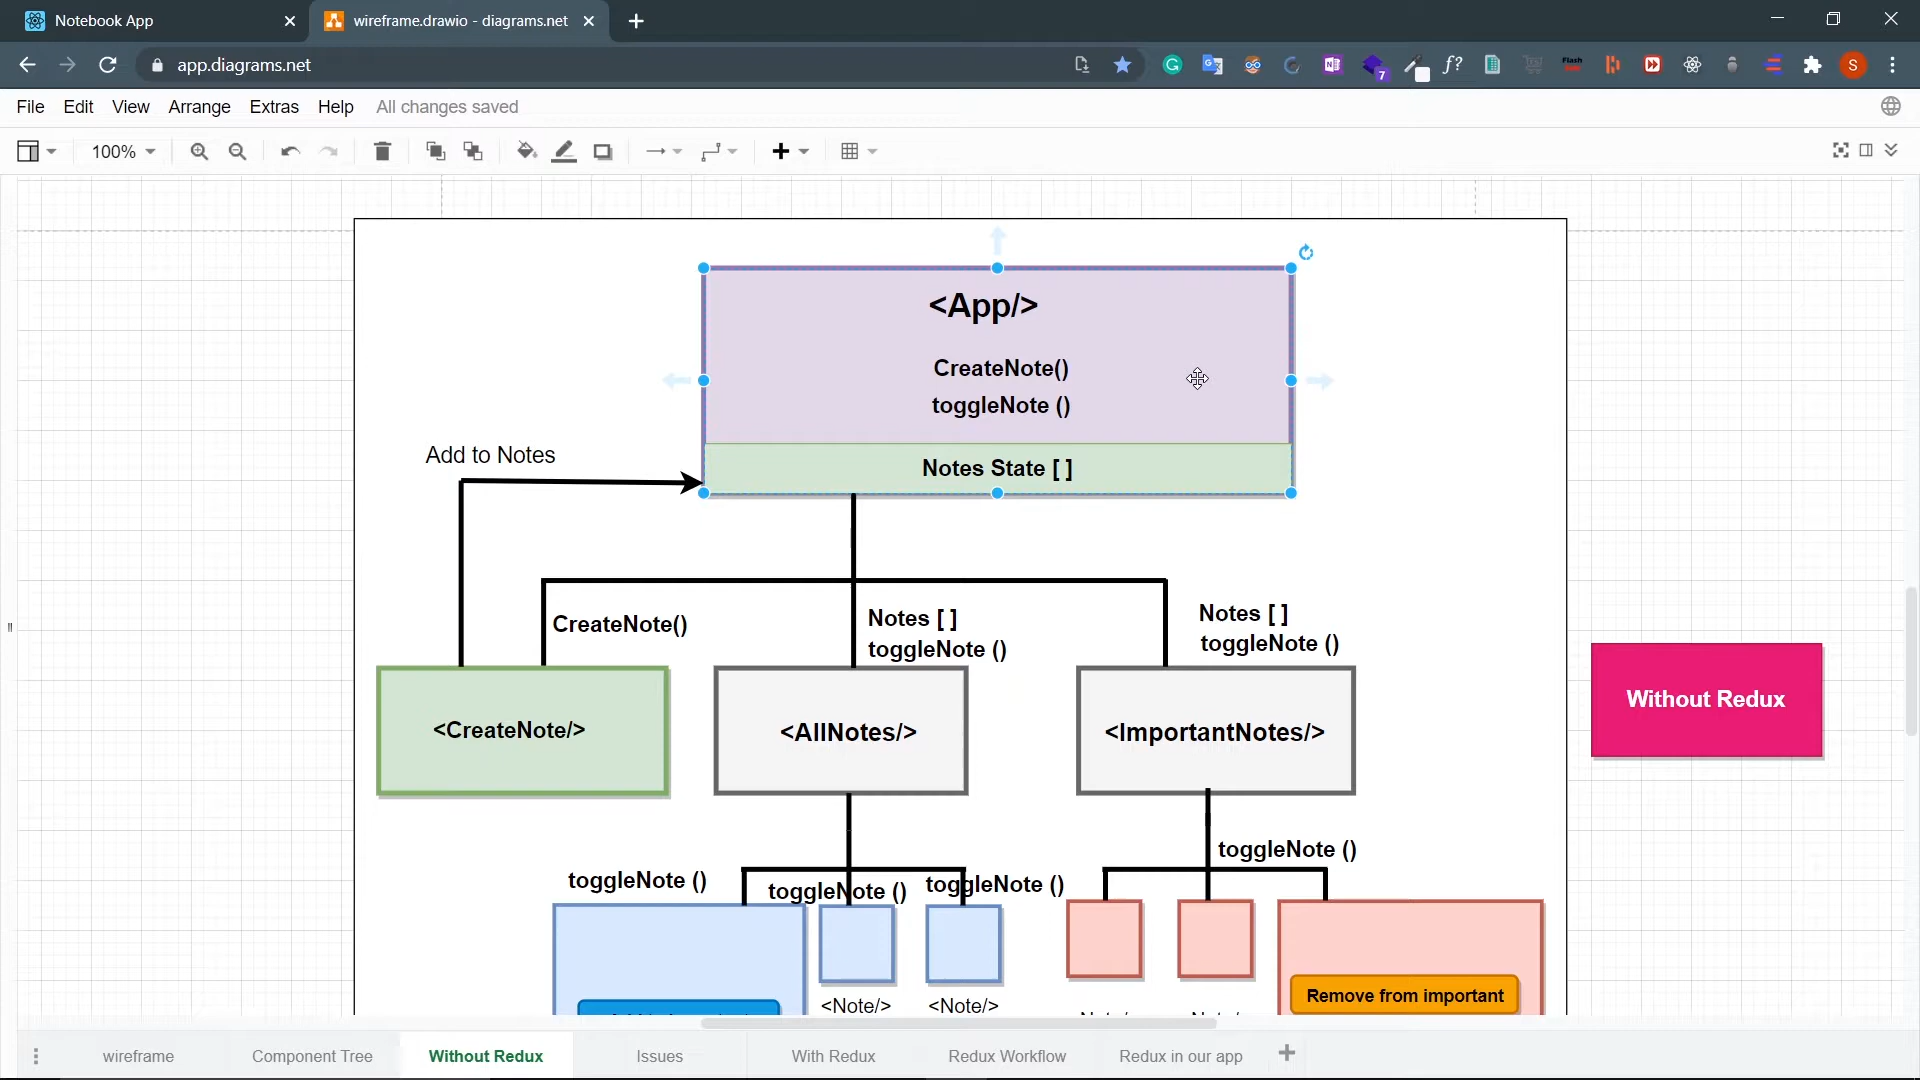 Notebook App
wireframe.drawio - diagrams.net
app.diagrams.net
7
f?
Flash
S
File Edit View Arrange Extras Help All changes saved
100%
<App/>
CreateNote()
toggleNote ()
Notes State [ ]
Add to Notes
CreateNote()
Notes [ ]
toggleNote ()
Notes [ ]
toggleNote ()
<CreateNote/>
<AllNotes/>
<ImportantNotes/>
Without Redux
toggleNote ()
toggleNote ()
toggleNote ()
toggleNote ()
Remove from important
<Note/>
<Note/>
wireframe
Component Tree
Without Redux
Issues
With Redux
Redux Workflow
Redux in our app